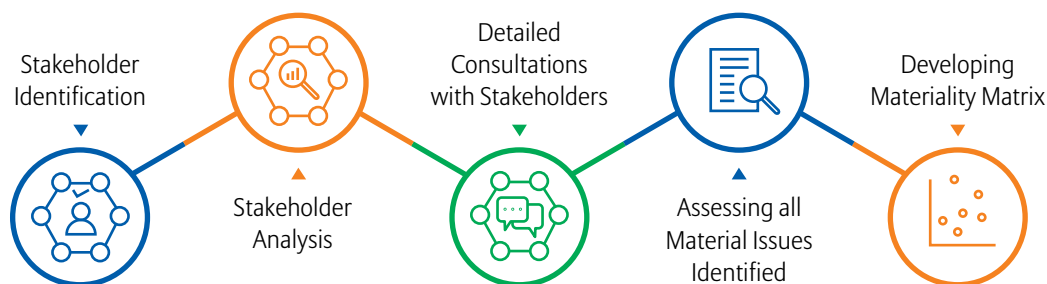 Stakeholder
Identification
Stakeholder
Analysis
Detailed
Consultations
with Stakeholders
Assessing all
Material Issues
Identified
Developing
Materiality Matrix